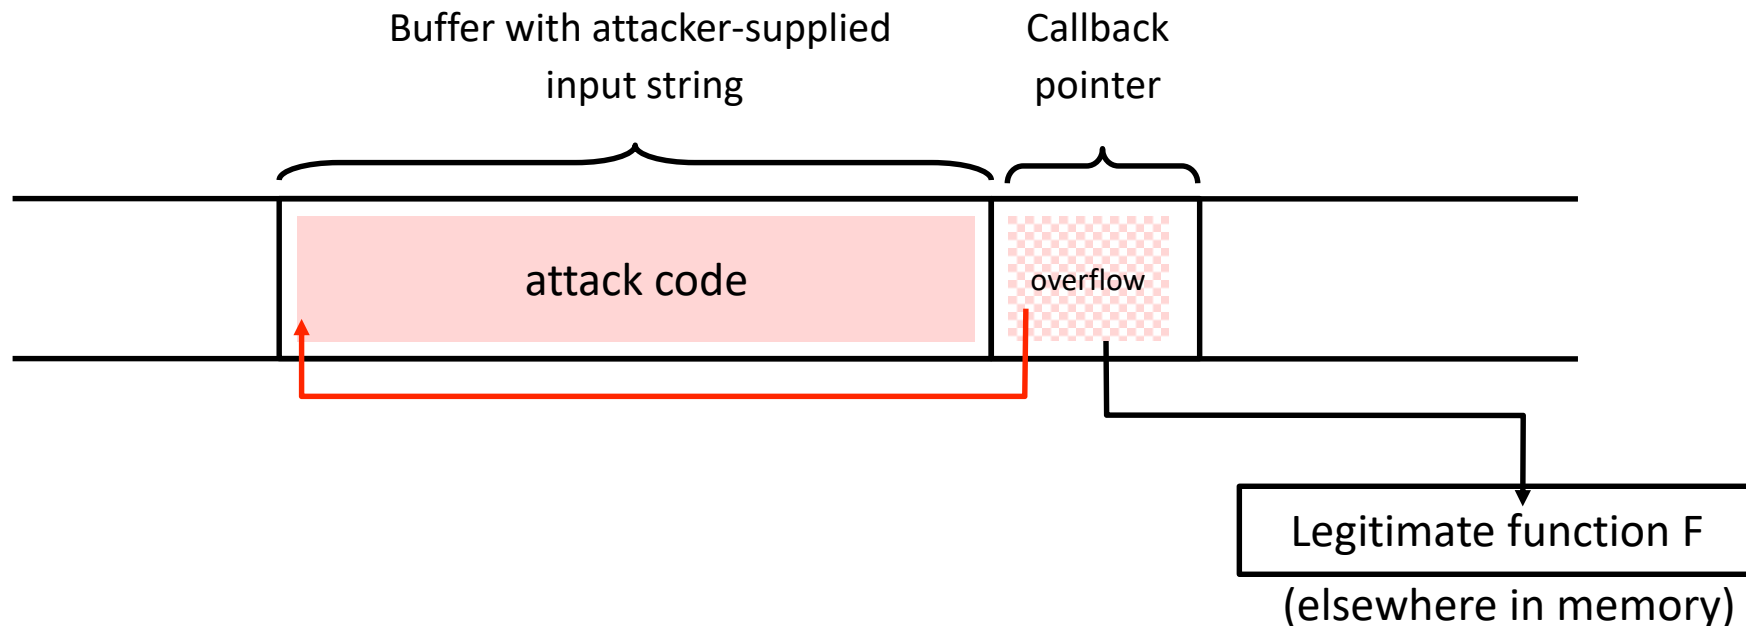 Buffer with attacker-supplied
input string
Callback
pointer
attack code
overflow
Legitimate function F
(elsewhere in memory)